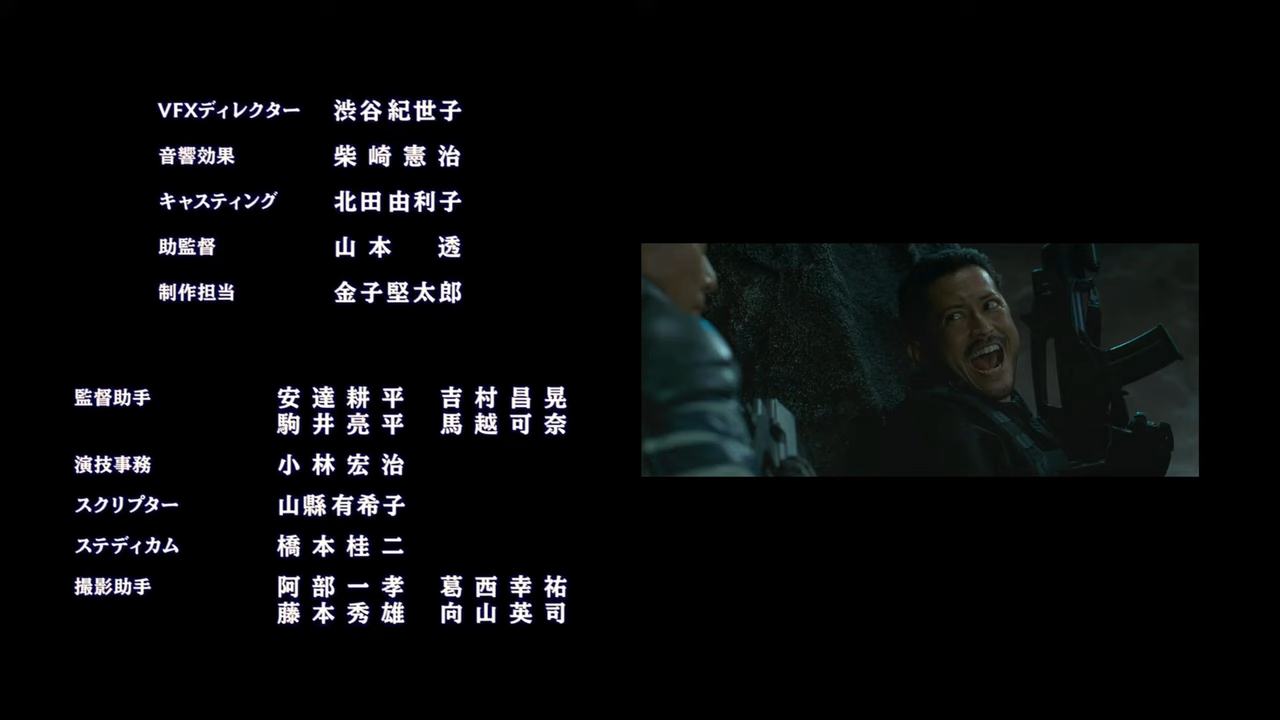 VFXディレクター 渋谷紀世子
音響効果 柴崎憲治
キャスティング 北田由利子
助監督 山本 透
制作担当 金子堅太郎
監督助手 安達耕平 吉村昌晃
駒井亮平 馬越可奈
演技事務 小林宏治
スクリプター 山縣有希子
ステディカム 橋本桂二
撮影助手 阿部一孝 葛西幸祐
藤本秀雄 向山英司